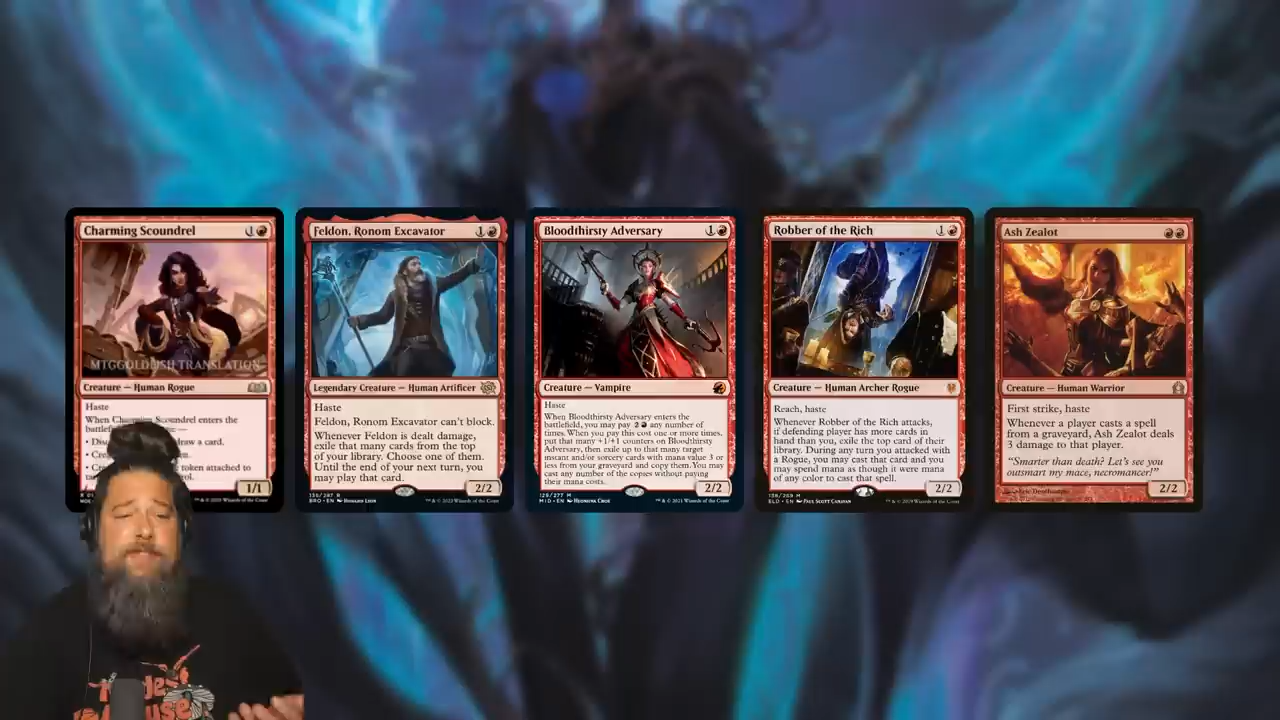 Charming Scoundrel 1
MTGGOLDFISH TRANSLATION
Creature — Human Rogue
Haste
When Charming Scoundrel enters the
draw a card.
token attached to
1/1
Feldon, Ronom Excavator 1
Legendary Creature — Human Artificer
Haste
Feldon, Ronom Excavator can't block.
Whenever Feldon is dealt damage,
exile that many cards from the top
of your library. Choose one of them.
Until the end of your next turn, you
may play that card.
2/2
Bloodthirsty Adversary 1
Creature — Vampire
Haste
When Bloodthirsty Adversary enters the
battlefield, you may pay 2 any number of
times. When you pay this cost one or more times,
put that many +1/+1 counters on Bloodthirsty
Adversary, then exile up to that many target
instant and/or sorcery cards with mana value 3 or
less from your graveyard and copy them. You may
cast any number of the copies without paying
their mana costs.
2/2
Robber of the Rich 1
Creature — Human Archer Rogue
Reach, haste
Whenever Robber of the Rich attacks,
if defending player has more cards in
hand than you, exile the top card of their
library. During any turn you attacked with
a Rogue, you may cast that card and you
may spend mana as though it were mana
of any color to cast that spell.
2/2
Ash Zealot
Creature — Human Warrior
First strike, haste
Whenever a player casts a spell
from a graveyard, Ash Zealot deals
3 damage to that player.
"Smarter than death? Let's see you
outsmart my mace, necromancer!"
2/2